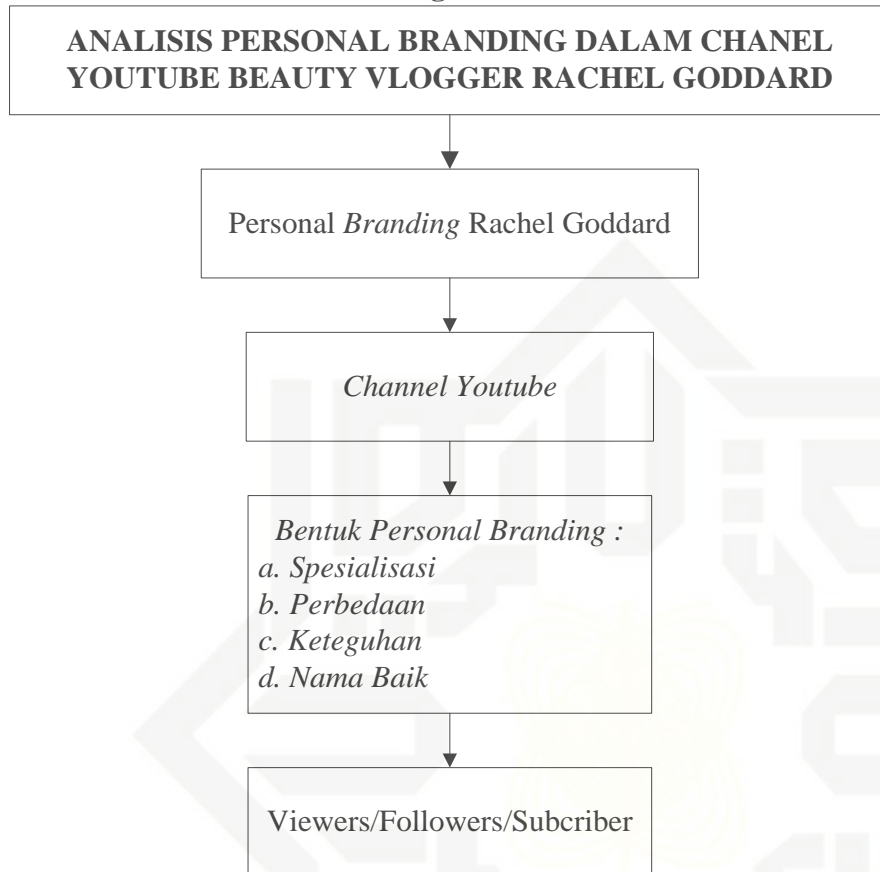 ANALISIS PERSONAL BRANDING DALAM CHANEL
YOUTUBE BEAUTY VLOGGER RACHEL GODDARD
Personal Branding Rachel Goddard
Channel Youtube
Bentuk Personal Branding :
a. Spesialisasi
b. Perbedaan
c. Keteguhan
d. Nama Baik
Viewers/Followers/Subcriber